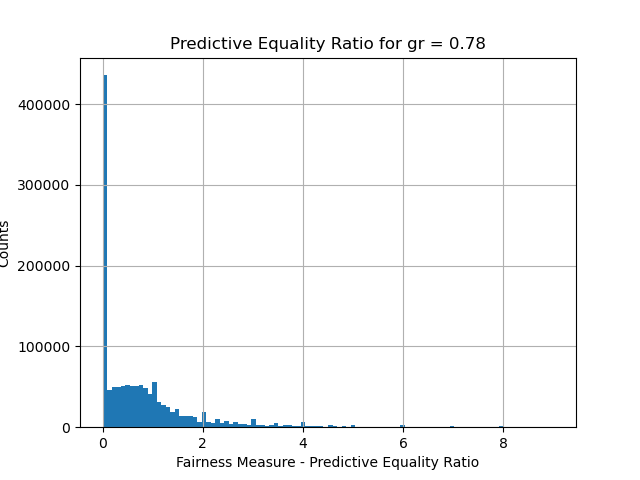 Predictive Equality Ratio for gr = 0.78
400000
300000
200000
100000
0
Counts
0 2 4 6 8
Fairness Measure - Predictive Equality Ratio